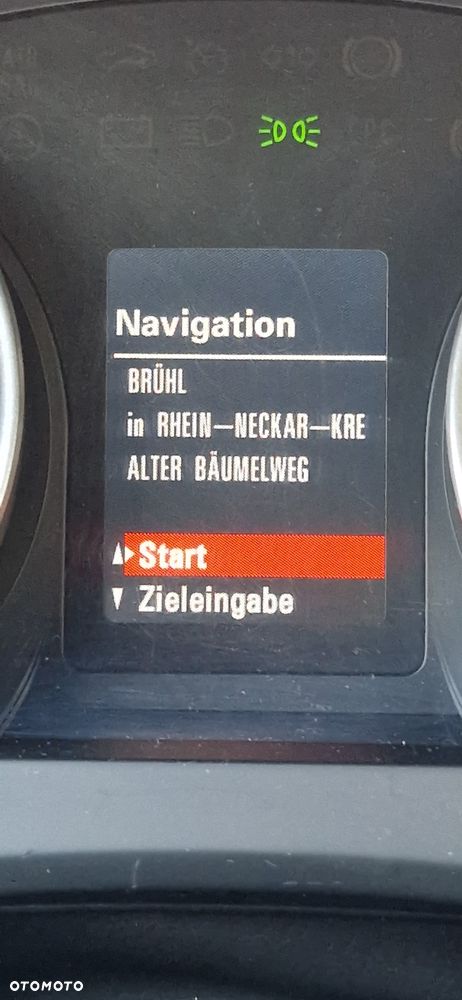 Navigation
BRÜHL
in RHEIN-NECKAR-KRE
ALTER BÄUMELWEG
Start
Zieleingabe
OTOMOTO